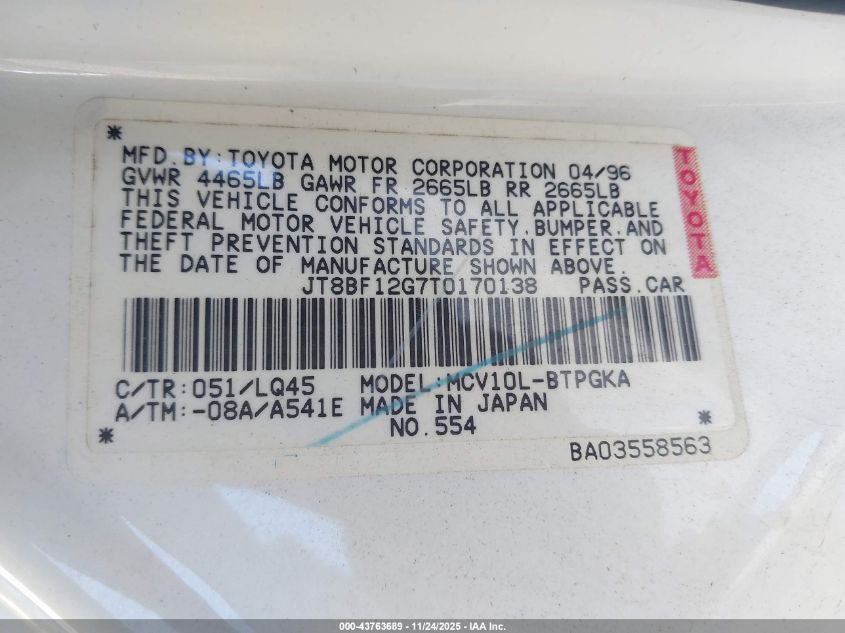 MFD.BY:TOYOTA MOTOR CORPORATION 04/96
GVWR 4465LB GAWR FR 2665LB RR 2665LB
THIS VEHICLE CONFORMS TO ALL APPLICABLE
FEDERAL MOTOR VEHICLE SAFETY.BUMPER.AND
THEFT PREVENTION STANDARDS IN EFFECT ON
THE DATE OF MANUFACTURE SHOWN ABOVE.
JT8BF12G7T0170138 PASS.CAR
C/TR:051/LQ45 MODEL:MCV10L-BTPGKA
A/TM:-08A/A541E MADE IN JAPAN
NO.554
BA03558563
TOYOTA
000-43763689 - 11/24/2025 - IAA Inc.